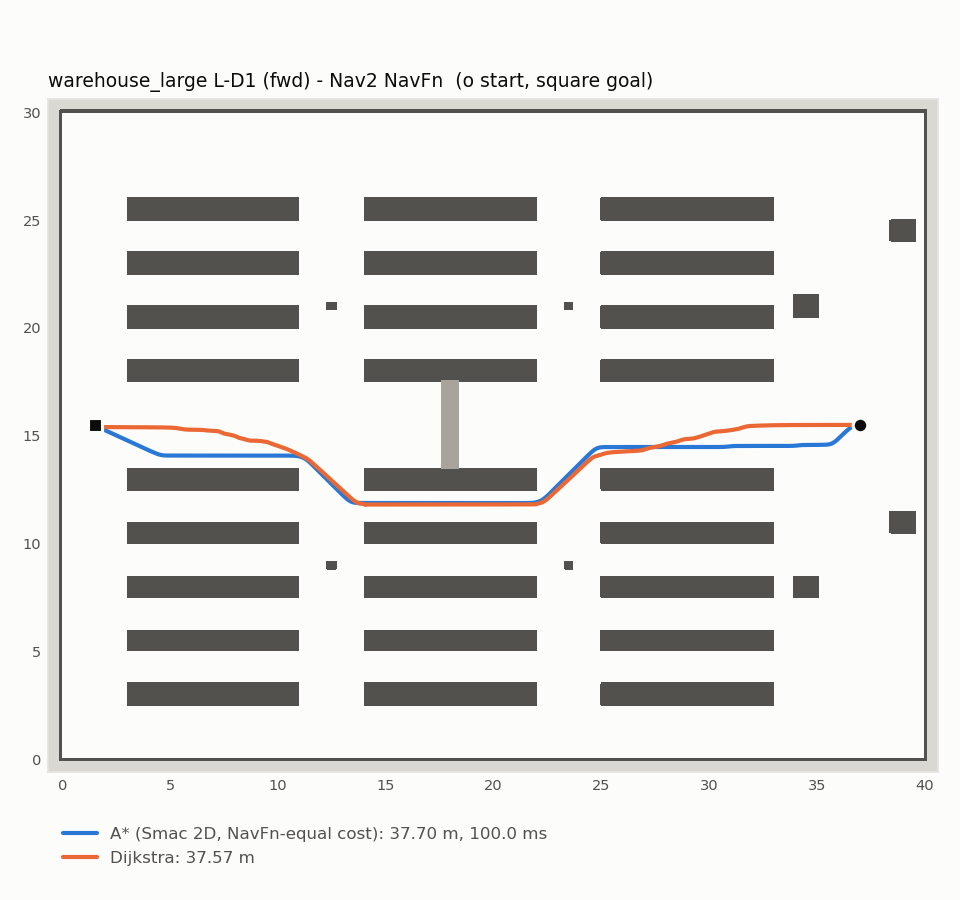 warehouse_large L-D1 (fwd) - Nav2 NavFn  (o start, square goal)
30
25
20
15
10
5
0
0 5 10 15 20 25 30 35 40
A* (Smac 2D, NavFn-equal cost): 37.70 m, 100.0 ms
Dijkstra: 37.57 m